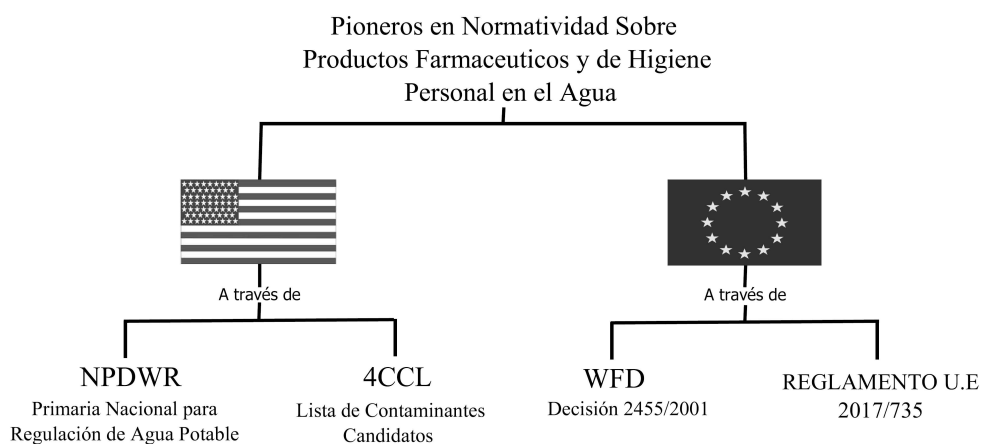 Pioneros en Normatividad Sobre
Productos Farmaceuticos y de Higiene
Personal en el Agua
A través de
NPDWR
Primaria Nacional para
Regulación de Agua Potable
4CCL
Lista de Contaminantes
Candidatos
A través de
WFD
Decisión 2455/2001
REGLAMENTO U.E
2017/735